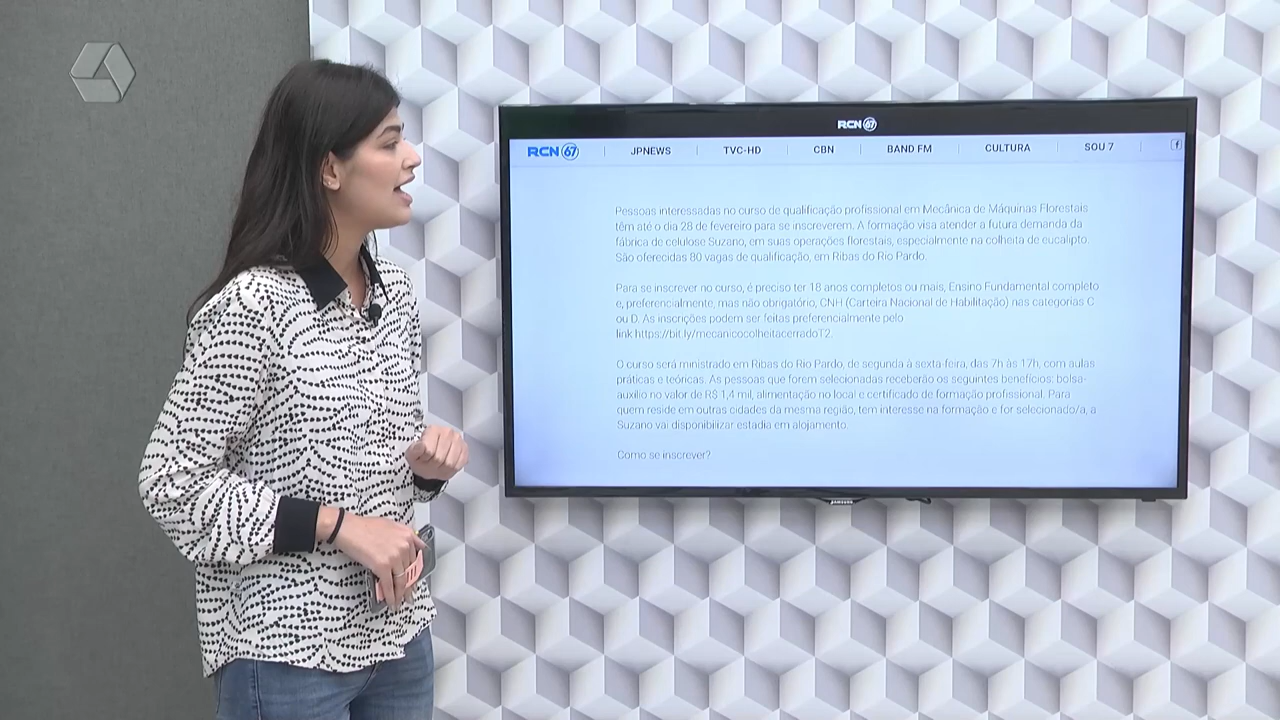 RCN 67
RCN 67
JPNEWS
TVC-HD
CBN
BAND FM
CULTURA
SOU 7
f
Pessoas interessadas no curso de qualificação profissional em Mecânica de Máquinas Florestais
têm até o dia 28 de fevereiro para se inscreverem. A formação visa atender a futura demanda da
fábrica de celulose Suzano, em suas operações florestais, especialmente na colheita de eucalipto.
São oferecidas 80 vagas de qualificação, em Ribas do Rio Pardo.
Para se inscrever no curso, é preciso ter 18 anos completos ou mais, Ensino Fundamental completo
e, preferencialmente, mas não obrigatório, CNH (Carteira Nacional de Habilitação) nas categorias C
ou D. As inscrições podem ser feitas preferencialmente pelo
link https://bit.ly/mecanicocolheitacerradoT2.
O curso será ministrado em Ribas do Rio Pardo, de segunda à sexta-feira, das 7h às 17h, com aulas
práticas e teóricas. As pessoas que forem selecionadas receberão os seguintes benefícios: bolsa-
auxílio no valor de R$ 1,4 mil, alimentação no local e certificado de formação profissional. Para
quem reside em outras cidades da mesma região, tem interesse na formação e for selecionado/a, a
Suzano vai disponibilizar estadia em alojamento.
Como se inscrever?
SAMSUNG